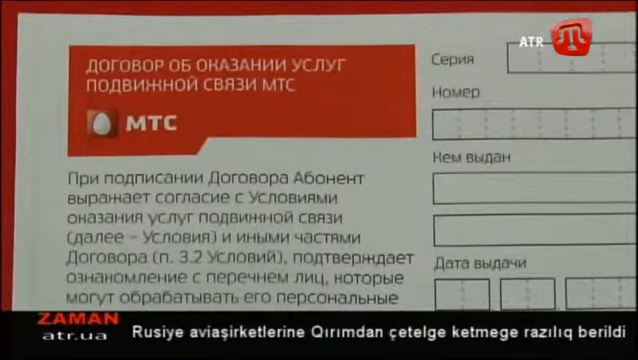 ATR
ДОГОВОР ОБ ОКАЗАНИИ УСЛУГ
ПОДВИЖНОЙ СВЯЗИ МТС
МТС
При подписании Договора Абонент
выражает согласие с Условиями
оказания услуг подвижной связи
(далее – Условия) и иными частями
Договора (п. 3.2 Условий), подтверждает
ознакомление с перечнем лиц, которые
могут обрабатывать его персональные
Серия
Номер
Кем выдан
Дата выдачи
ZAMAN
atr.ua
Rusiye aviaşirketlerine Qırımdan çetelge ketmege razılıq berildi